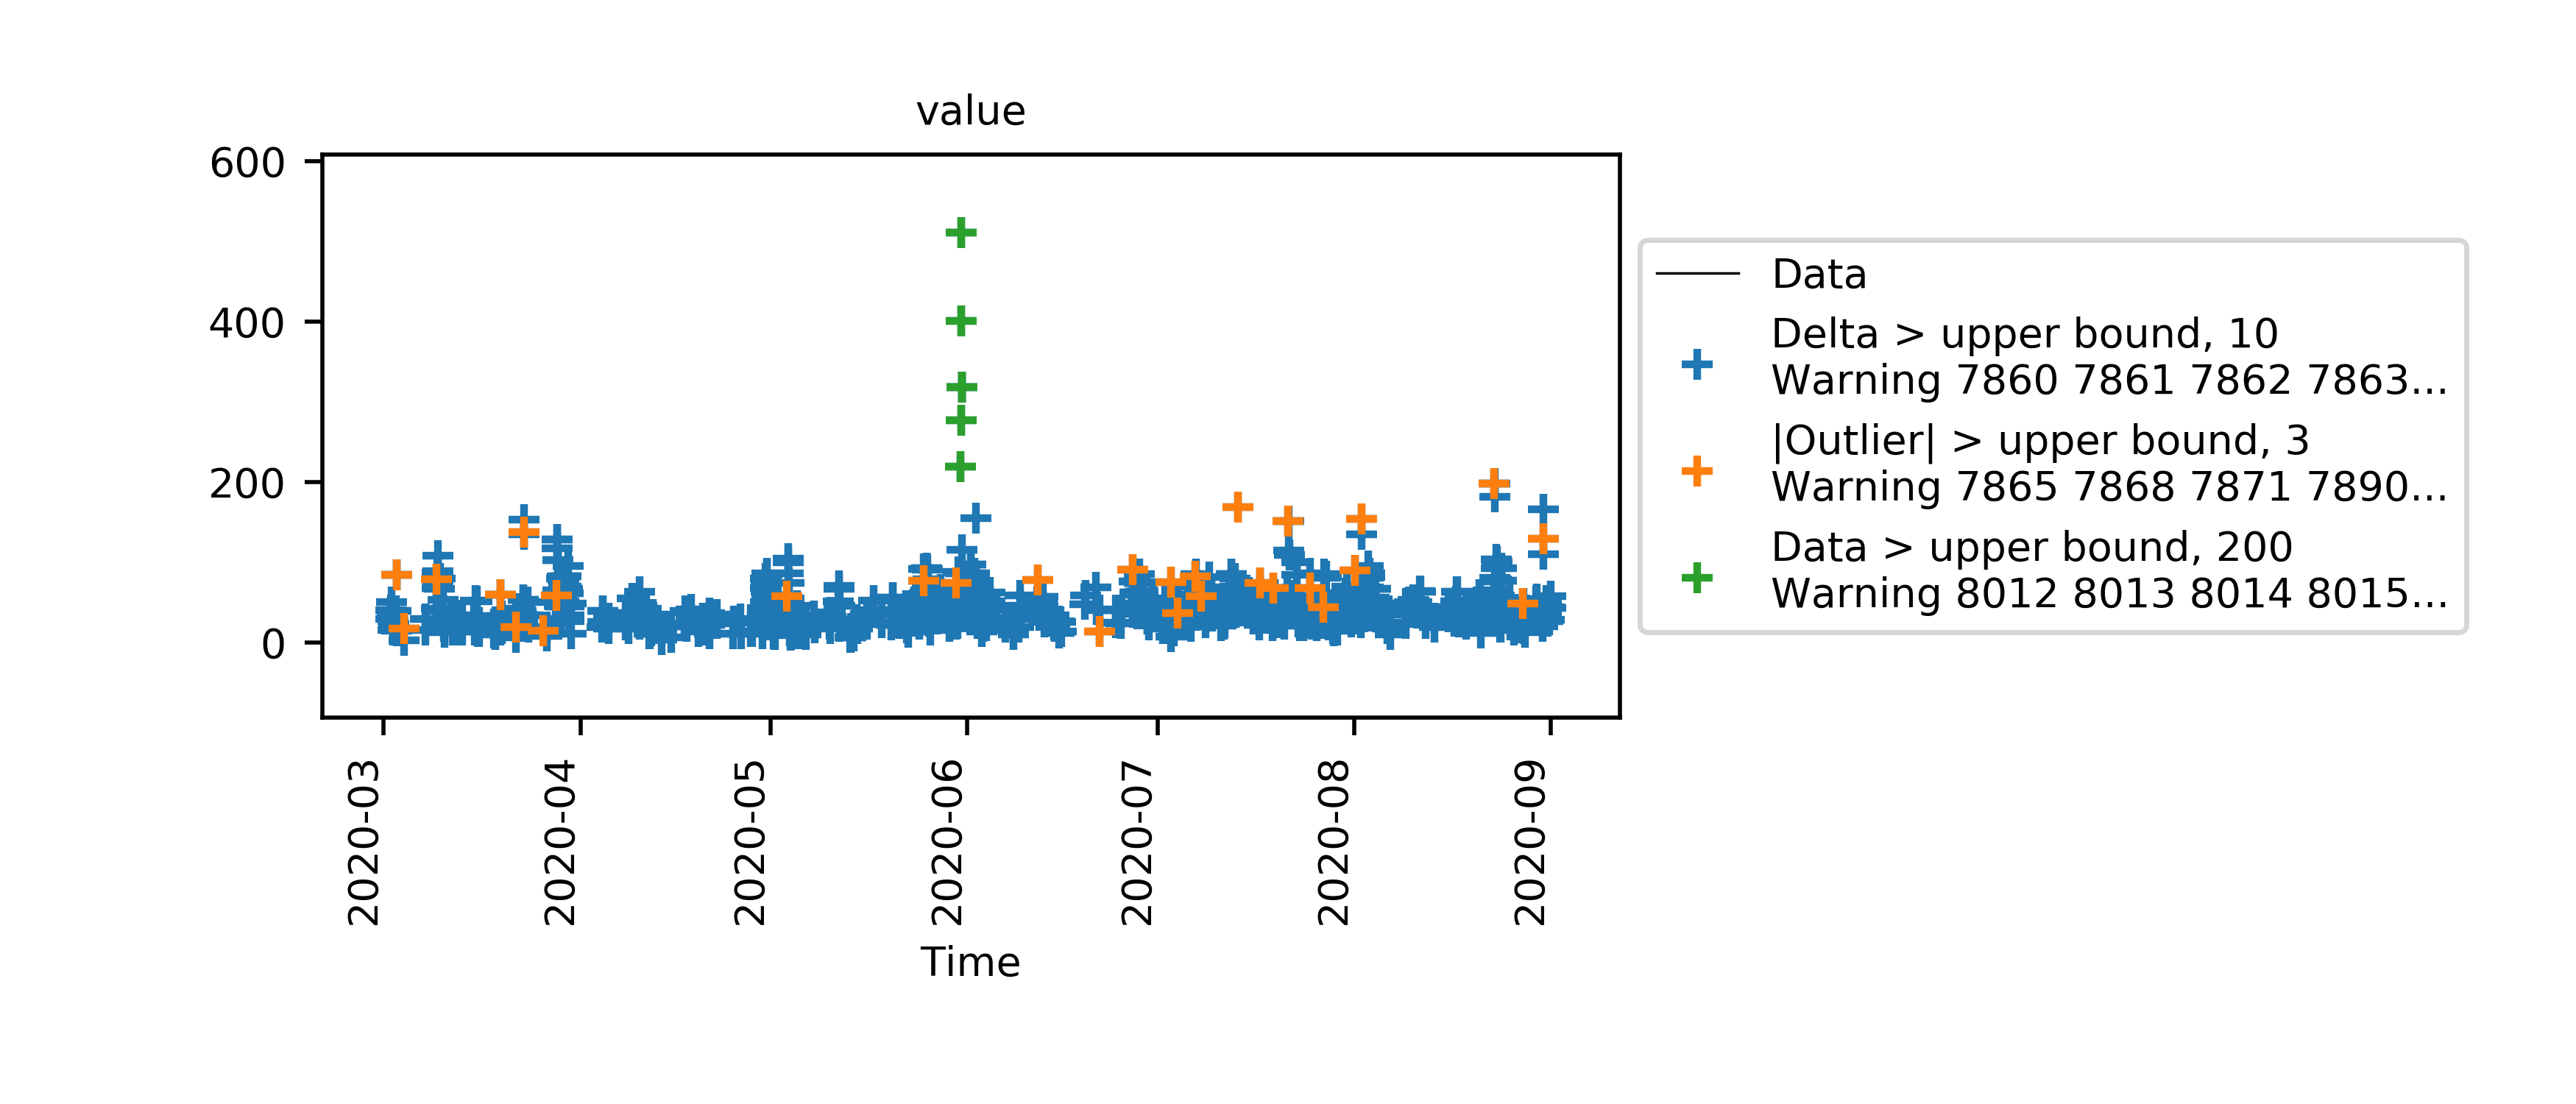 value
600
400
200
0
2020-03
2020-04
2020-05
2020-06
2020-07
2020-08
2020-09
Time
Data
Delta > upper bound, 10
Warning 7860 7861 7862 7863...
|Outlier| > upper bound, 3
Warning 7865 7868 7871 7890...
Data > upper bound, 200
Warning 8012 8013 8014 8015...